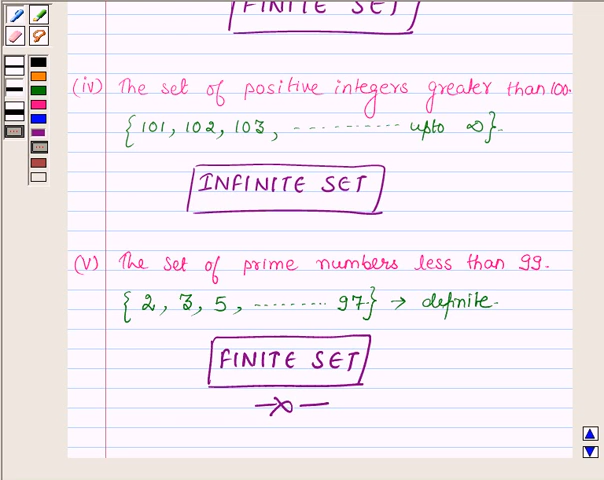 FINITE SET
(iv) The set of positive integers greater than 100.
{101, 102, 103, ............ upto ∞}.
INFINITE SET
(v) The set of prime numbers less than 99.
{2, 3, 5, ......... 97} → definite.
FINITE SET